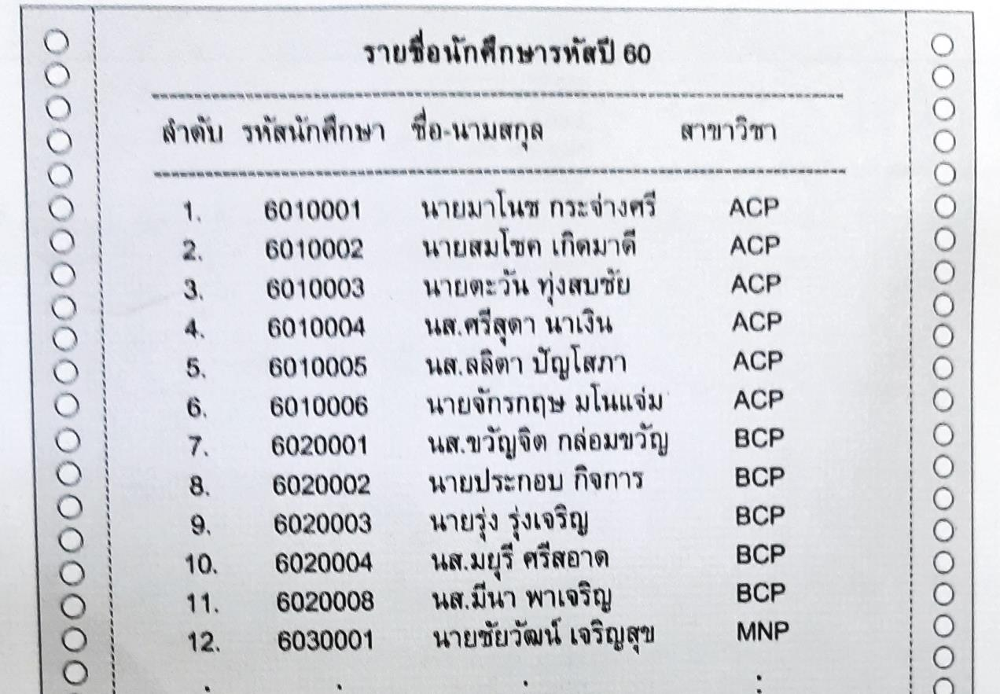 รายชื่อนักศึกษารหัสปี 60
ลำดับ รหัสนักศึกษา ชื่อ-นามสกุล สาขาวิชา
1. 6010001 นายมาโนช กระจ่างศรี ACP
2. 6010002 นายสมโชค เกิดมาดี ACP
3. 6010003 นายตะวัน ทุ่งสบชัย ACP
4. 6010004 นส.ศรีสุดา นาเงิน ACP
5. 6010005 นส.ลลิตา ปัญโสภา ACP
6. 6010006 นายจักรกฤษ มโนแจ่ม ACP
7. 6020001 นส.ขวัญจิต กล่อมขวัญ BCP
8. 6020002 นายประกอบ กิจการ BCP
9. 6020003 นายรุ่ง รุ่งเจริญ BCP
10. 6020004 นส.มยุรี ศรีสอาด BCP
11. 6020008 นส.มีนา พาเจริญ BCP
12. 6030001 นายชัยวัฒน์ เจริญสุข MNP